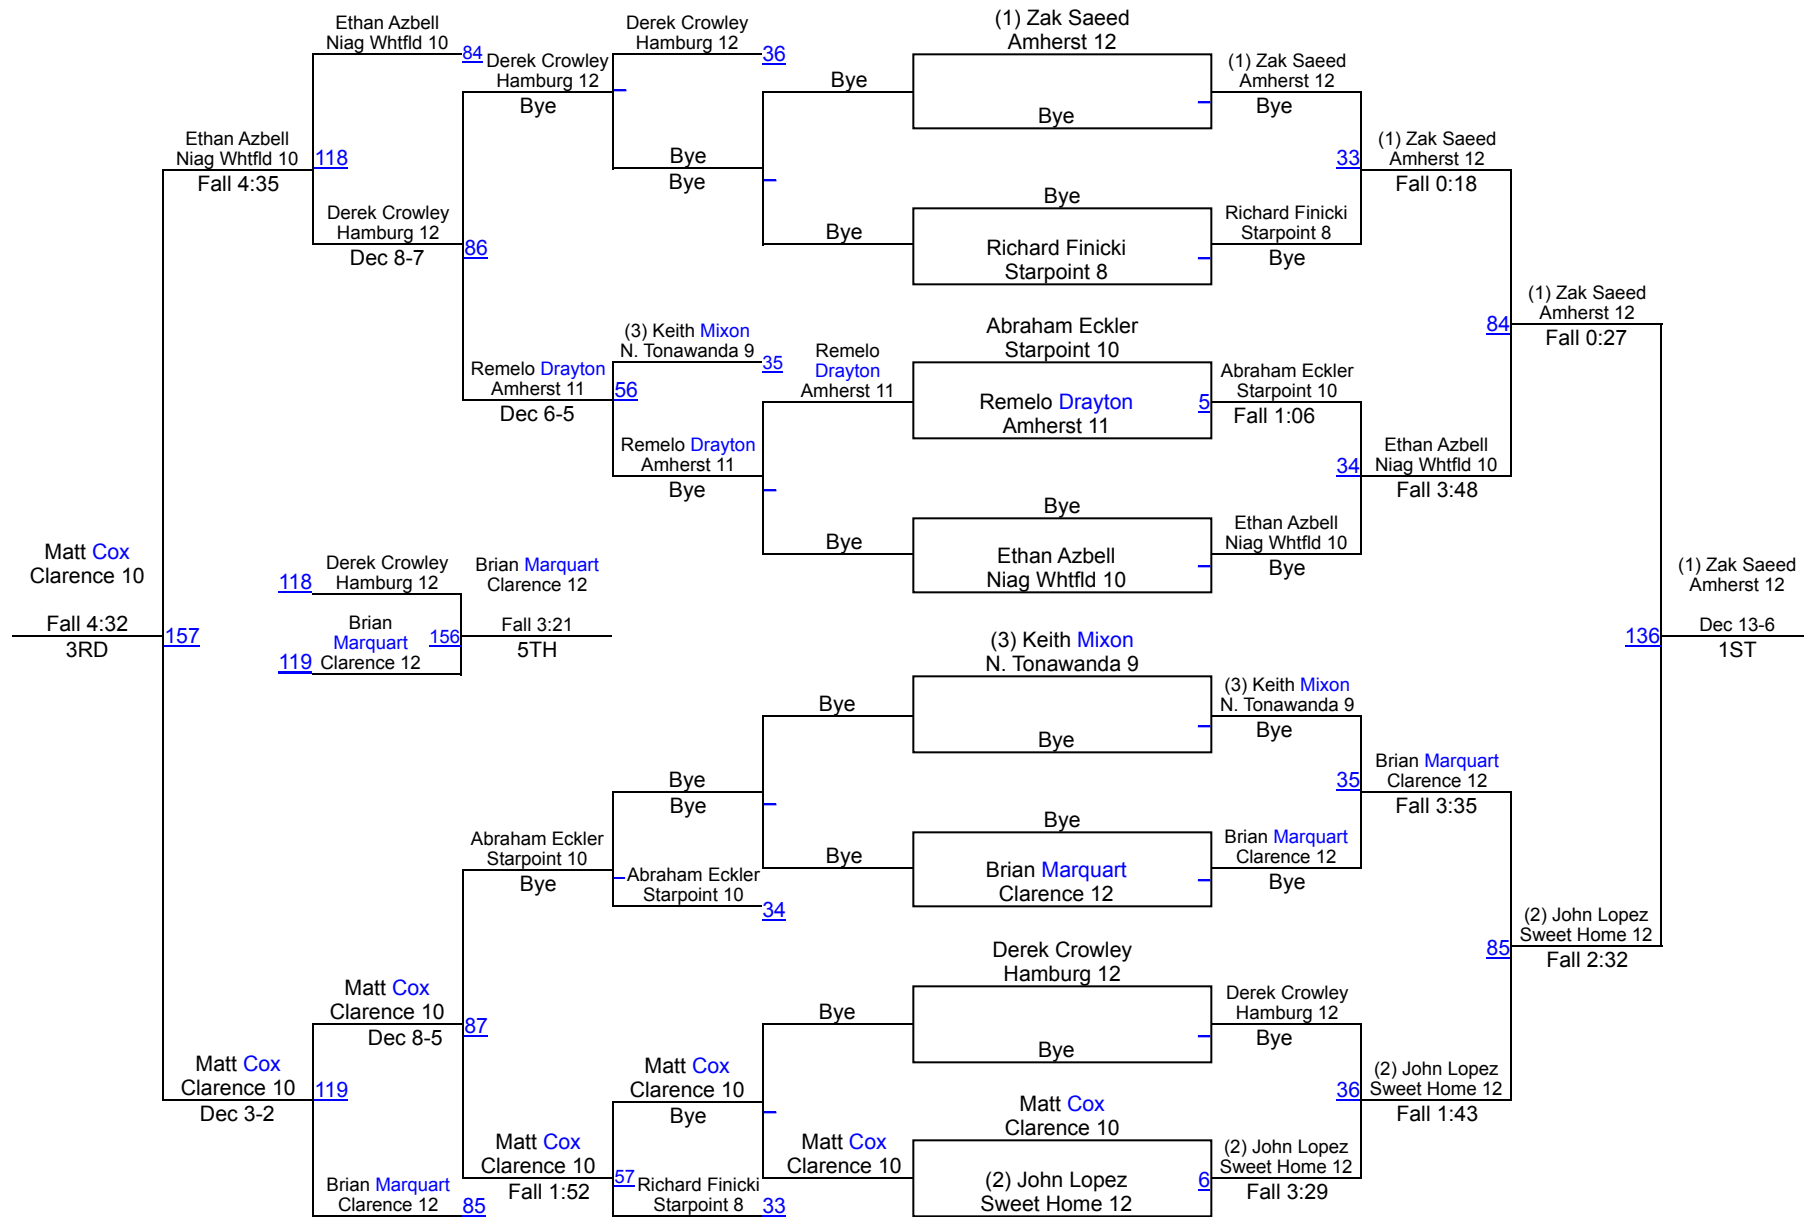 Ethan Azbell
Niag Whtfld 10
84
Derek Crowley
Hamburg 12
Bye
Derek Crowley
Hamburg 12
36
(1) Zak Saeed
Amherst 12
Bye
Bye
(1) Zak Saeed
Amherst 12
Bye
Ethan Azbell
Niag Whtfld 10
Fall 4:35
118
Bye
Bye
33
(1) Zak Saeed
Amherst 12
Fall 0:18
Derek Crowley
Hamburg 12
Dec 8-7
86
Bye
Bye
Richard Finicki
Starpoint 8
Richard Finicki
Starpoint 8
Bye
(1) Zak Saeed
Amherst 12
Fall 0:27
84
(3) Keith Mixon
N. Tonawanda 9
35
Remelo
Drayton
Amherst 11
Abraham Eckler
Starpoint 10
Remelo Drayton
Amherst 11
5
Abraham Eckler
Starpoint 10
Fall 1:06
Remelo Drayton
Amherst 11
Dec 6-5
56
Remelo Drayton
Amherst 11
Bye
34
Ethan Azbell
Niag Whtfld 10
Fall 3:48
Bye
Bye
Ethan Azbell
Niag Whtfld 10
Ethan Azbell
Niag Whtfld 10
Bye
Matt Cox
Clarence 10
Fall 4:32
3RD
157
118
Derek Crowley
Hamburg 12
Brian
Marquart
Clarence 12
119
156
Brian Marquart
Clarence 12
Fall 3:21
5TH
(1) Zak Saeed
Amherst 12
Dec 13-6
1ST
136
Bye
(3) Keith Mixon
N. Tonawanda 9
Bye
(3) Keith Mixon
N. Tonawanda 9
Bye
Bye
Bye
35
Brian Marquart
Clarence 12
Fall 3:35
Abraham Eckler
Starpoint 10
Bye
Abraham Eckler
Starpoint 10
34
Bye
Bye
Brian Marquart
Clarence 12
Brian Marquart
Clarence 12
Bye
85
(2) John Lopez
Sweet Home 12
Fall 2:32
Matt Cox
Clarence 10
Dec 8-5
87
Bye
Derek Crowley
Hamburg 12
Bye
Derek Crowley
Hamburg 12
Bye
Matt Cox
Clarence 10
Dec 3-2
119
Matt Cox
Clarence 10
Bye
36
(2) John Lopez
Sweet Home 12
Fall 1:43
Brian Marquart
Clarence 12
85
Matt Cox
Clarence 10
Fall 1:52
57
Richard Finicki
Starpoint 8
33
Matt Cox
Clarence 10
Matt Cox
Clarence 10
(2) John Lopez
Sweet Home 12
6
(2) John Lopez
Sweet Home 12
Fall 3:29